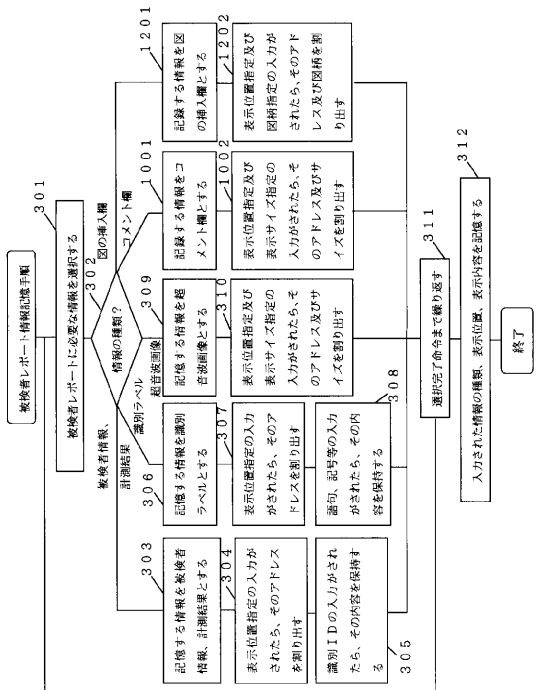 被検者レポート情報記憶手順
301
被検者レポートに必要な情報を選択する
302
情報の種類?
被検者情報、
計測結果
識別ラベル
超音波画像
コメント欄
図の挿入欄
303
記憶する情報を被検者
情報、計測結果とする
304
表示位置指定の入力が
されたら、そのアドレス
を割り出す
識別IDの入力がされ
たら、その内容を保持す
る
305
306
記憶する情報を識別
ラベルとする
307
表示位置指定の入力
がされたら、そのア
ドレスを割り出す
308
語句、記号等の入力
がされたら、その内
容を保持する
309
記憶する情報を超
音波画像とする
310
表示位置指定及び
表示サイズ指定の
入力がされたら、そ
のアドレス及びサ
イズを割り出す
1001
記録する情報をコ
メント欄とする
1002
表示位置指定及び
表示サイズ指定の
入力がされたら、そ
のアドレス及びサ
イズを割り出す
1201
記録する情報を図
の挿入欄とする
1202
表示位置指定及び
図柄指定の入力が
されたら、そのアド
レス及び図柄を割
り出す
311
選択完了命令まで繰り返す
312
入力された情報の種類、表示位置、表示内容を記憶する
終了